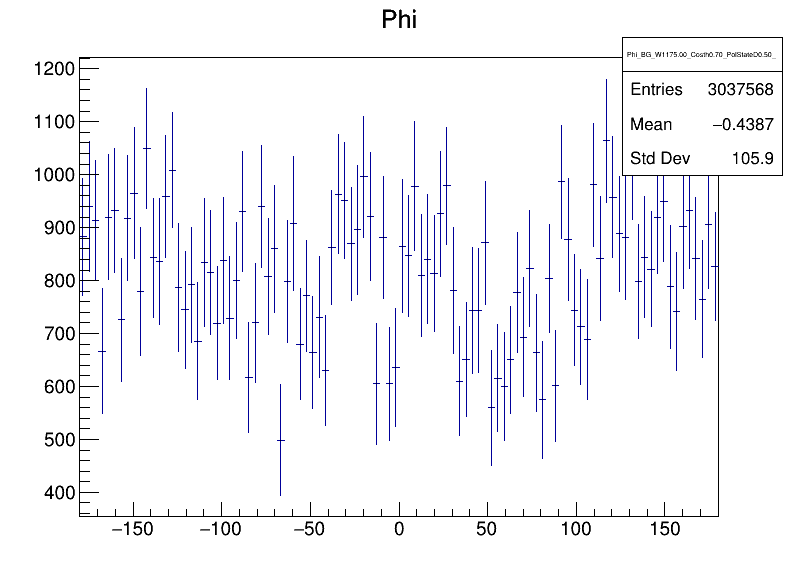 Phi
Phi_BG_W1175.00_Costh0.70_PolStateD0.50_
Entries 3037568
Mean −0.4387
Std Dev 105.9
1200
1100
1000
900
800
700
600
500
400
−150 −100 −50 0 50 100 150